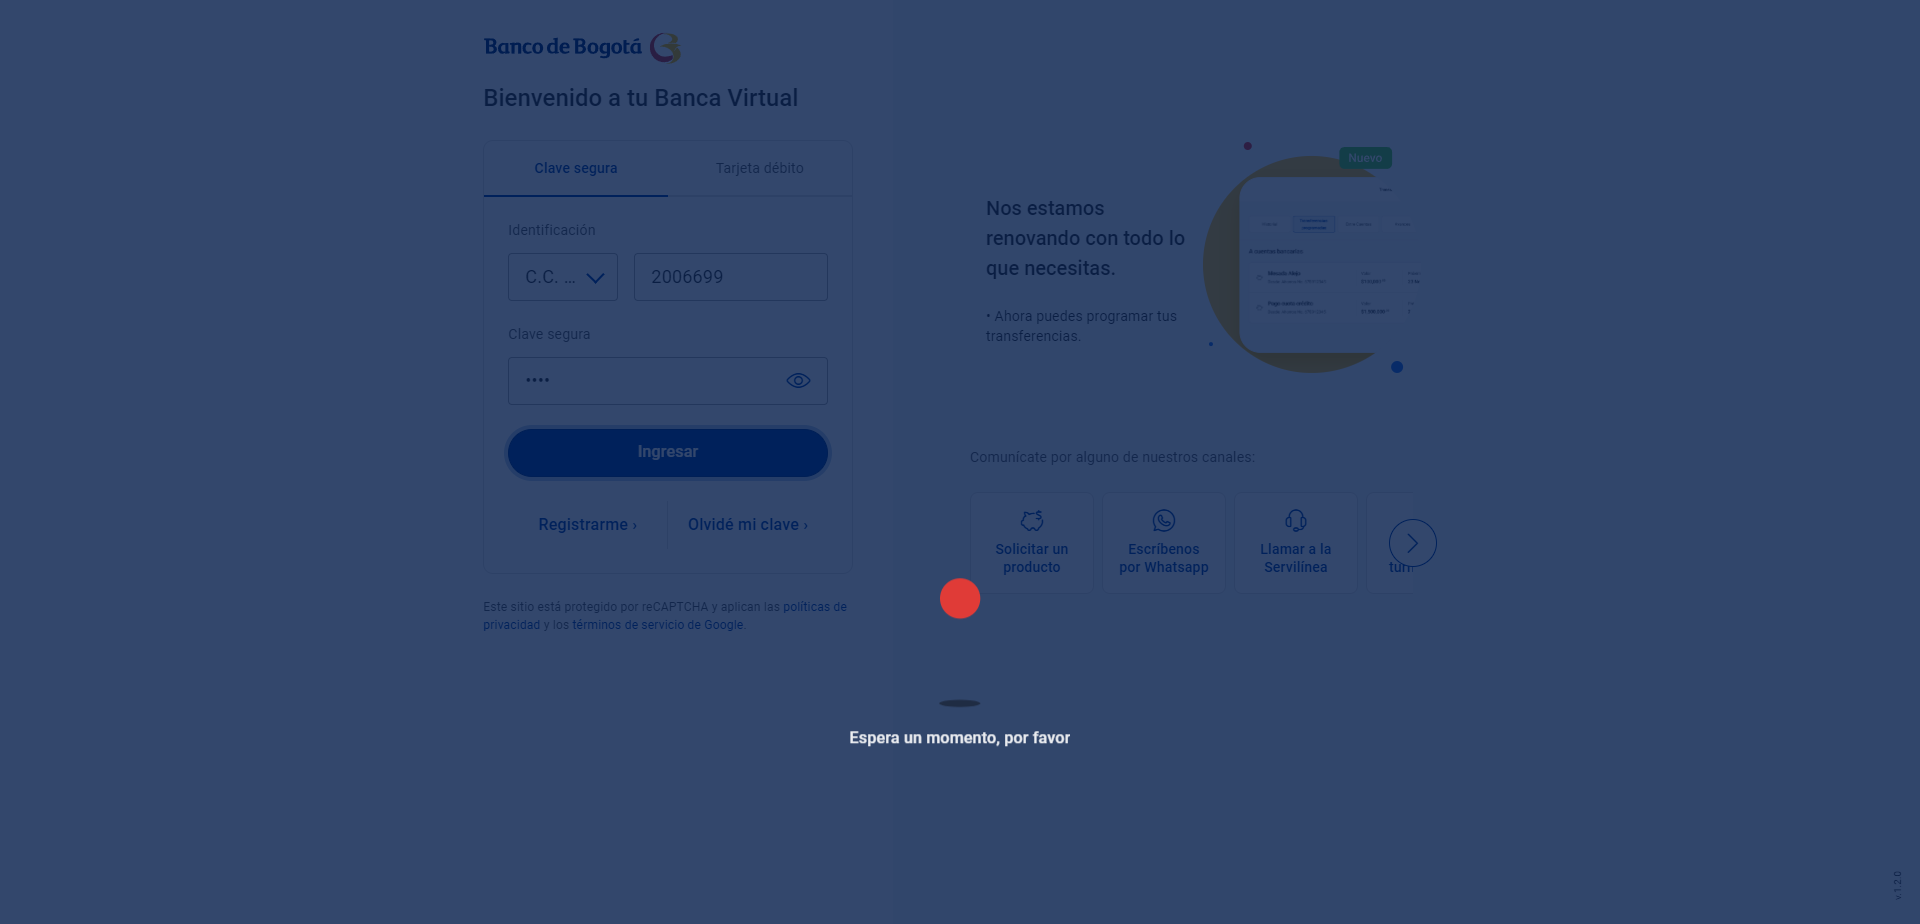 Banco de Bogotá
Bienvenido a tu Banca Virtual
Clave segura
Tarjeta débito
Identificación
C.C. ...
2006699
Clave segura
••••
Ingresar
Registrarme ›
Olvidé mi clave ›
Este sitio está protegido por reCAPTCHA y aplican las políticas de
privacidad y los términos de servicio de Google.
Nuevo
Nos estamos
renovando con todo lo
que necesitas.
• Ahora puedes programar tus
transferencias.
Comunícate por alguno de nuestros canales:
Solicitar un
producto
Escríbenos
por Whatsapp
Llamar a la
Servilínea
Espera un momento, por favor
v.1.2.0